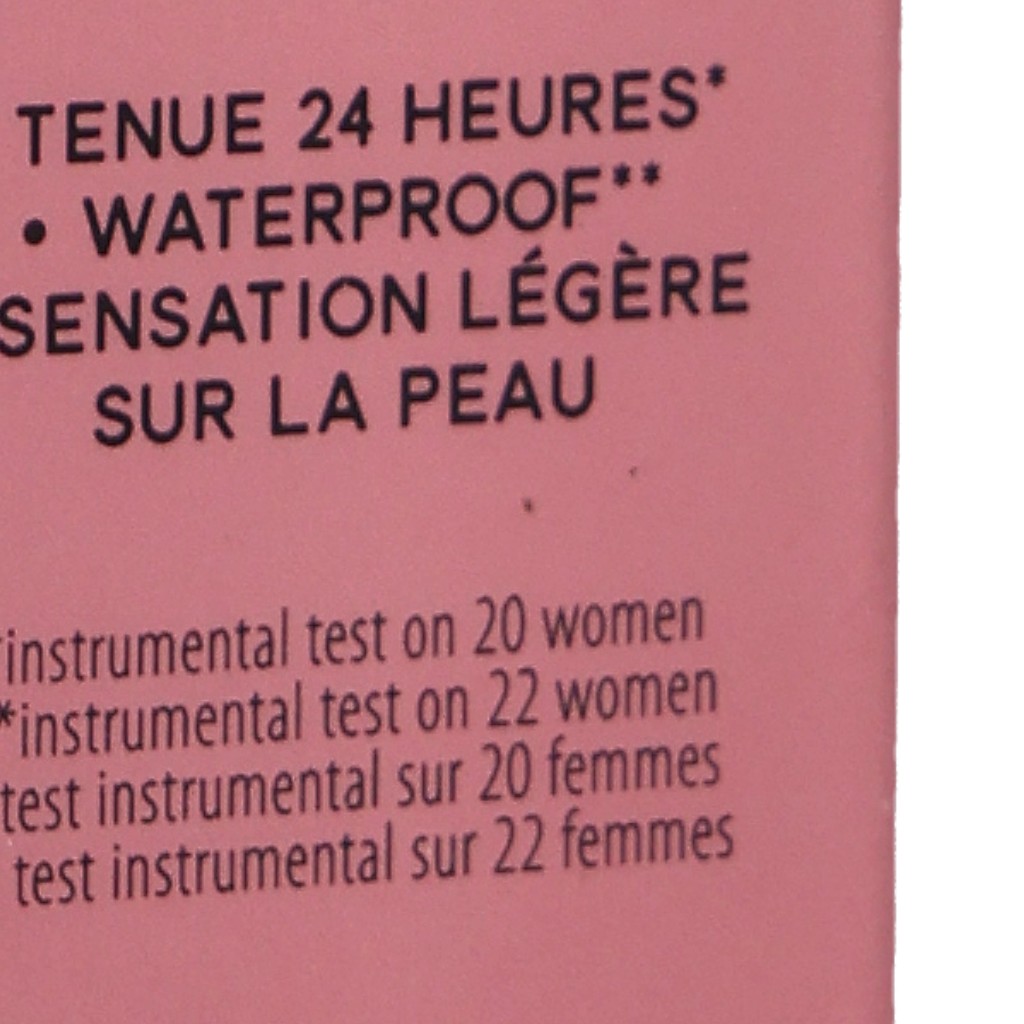 TENUE 24 HEURES*
• WATERPROOF**
SENSATION LÉGÈRE
SUR LA PEAU
*instrumental test on 20 women
*instrumental test on 22 women
test instrumental sur 20 femmes
test instrumental sur 22 femmes